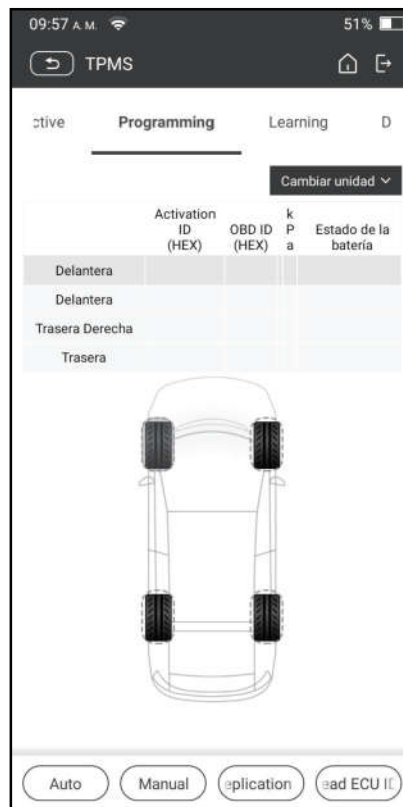 09:57 A. M. 51%
TPMS
ctive Programming Learning D
Cambiar unidad
Activation ID (HEX) OBD ID (HEX) kPa Estado de la batería
Delantera
Delantera
Trasera Derecha
Trasera
Auto Manual eplication ead ECU ID